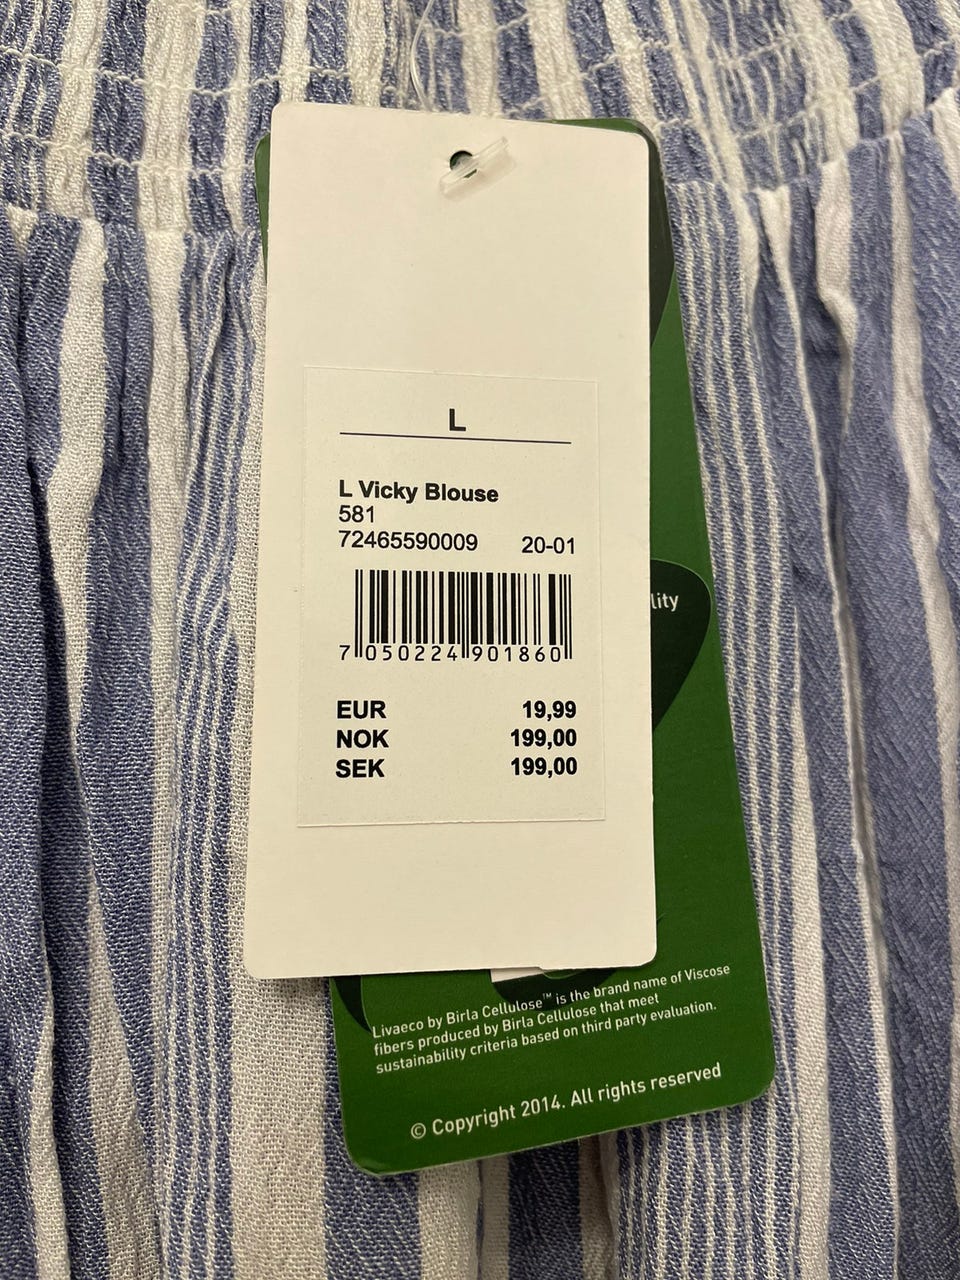 L
L Vicky Blouse
581
72465590009 20-01
7 050224 901860
EUR 19,99
NOK 199,00
SEK 199,00
lity
Livaeco by Birla Cellulose™ is the brand name of Viscose
fibers produced by Birla Cellulose that meet
sustainability criteria based on third party evaluation.
© Copyright 2014. All rights reserved